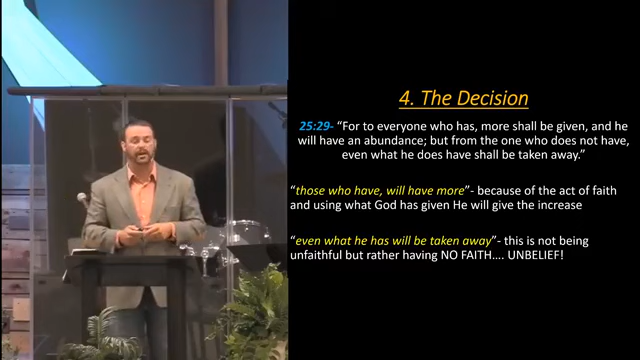 4. The Decision
25:29- “For to everyone who has, more shall be given, and he
will have an abundance; but from the one who does not have,
even what he does have shall be taken away.”
“those who have, will have more”- because of the act of faith
and using what God has given He will give the increase
“even what he has will be taken away”- this is not being
unfaithful but rather having NO FAITH…. UNBELIEF!